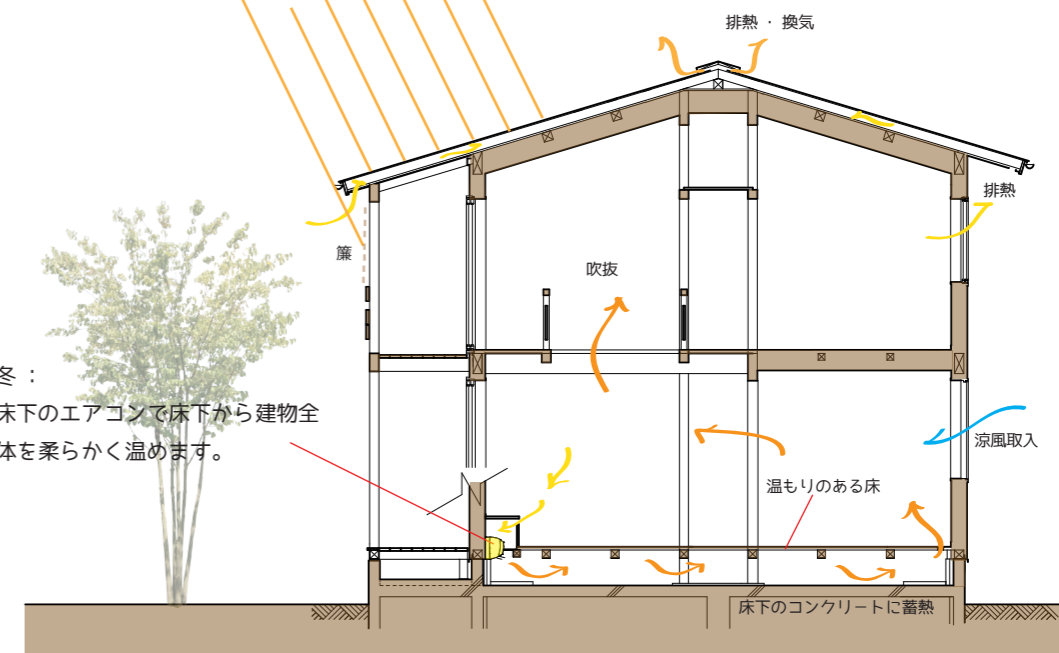 排熱 ・ 換気
排熱
簾
吹抜
冬 ：
床下のエアコンで床下から建物全
体を柔らかく温めます。
涼風取入
温もりのある床
床下のコンクリートに蓄熱